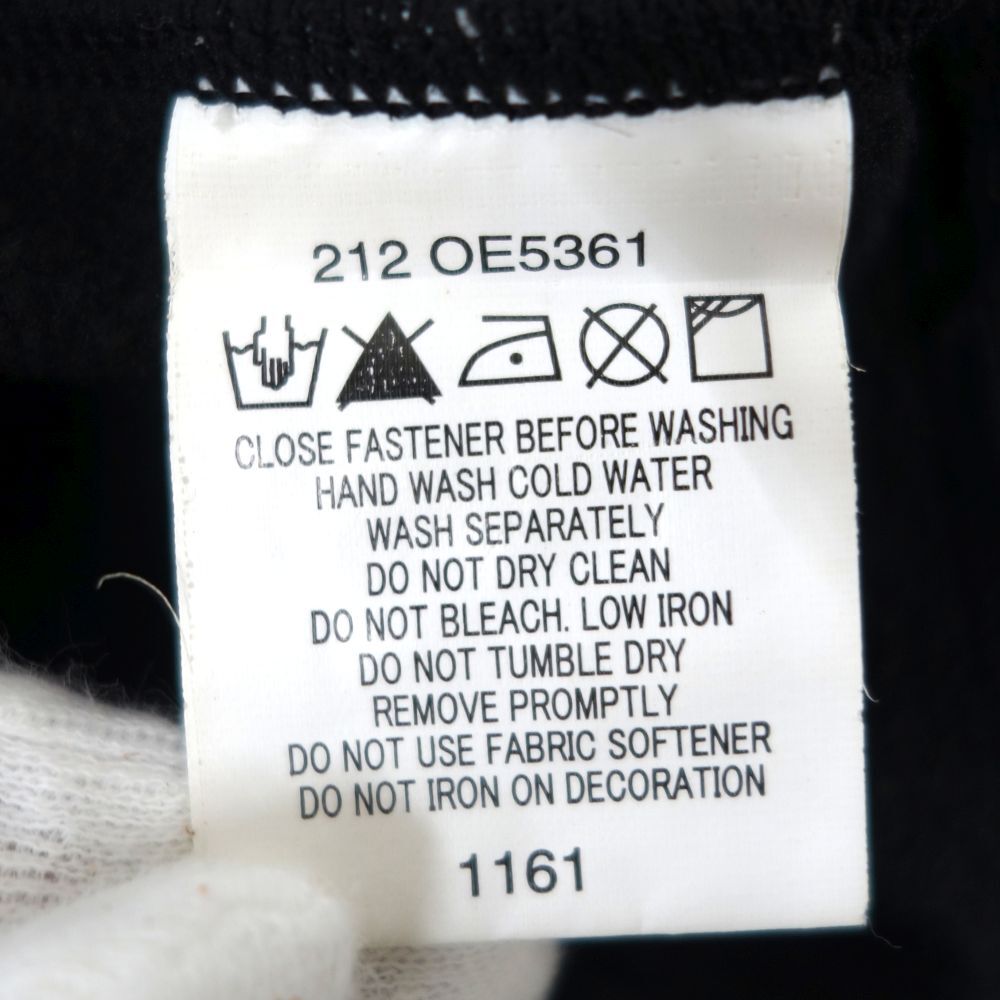 212 OE5361
CLOSE FASTENER BEFORE WASHING
HAND WASH COLD WATER
WASH SEPARATELY
DO NOT DRY CLEAN
DO NOT BLEACH. LOW IRON
DO NOT TUMBLE DRY
REMOVE PROMPTLY
DO NOT USE FABRIC SOFTENER
DO NOT IRON ON DECORATION
1161